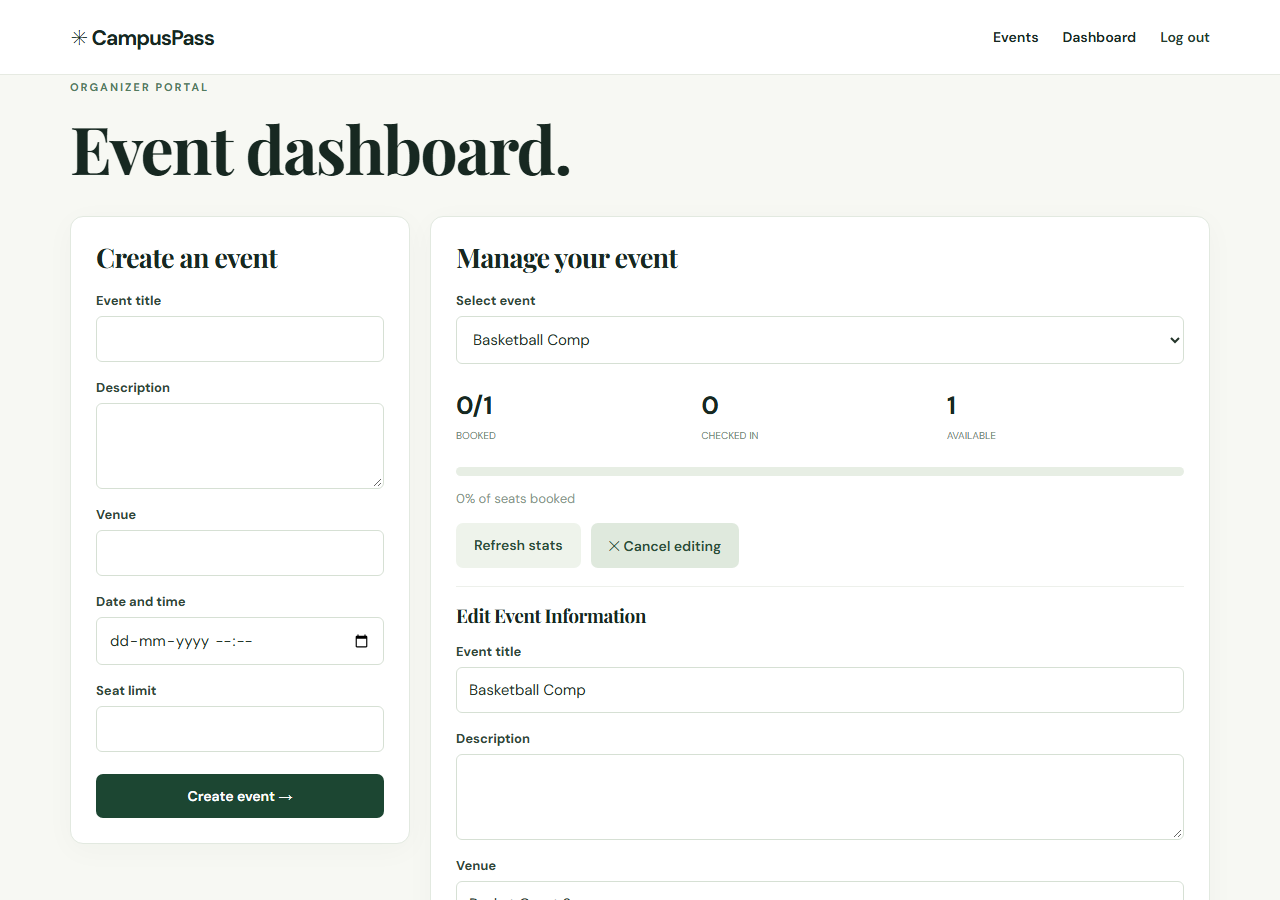 ✳ CampusPass
Events Dashboard Log out
ORGANIZER PORTAL
Event dashboard.
Create an event
Event title
Description
Venue
Date and time
dd-mm-yyyy --:--
Seat limit
Create event →
Manage your event
Select event
Basketball Comp
0/1 0 1
BOOKED CHECKED IN AVAILABLE
0% of seats booked
Refresh stats × Cancel editing
Edit Event Information
Event title
Basketball Comp
Description
Venue